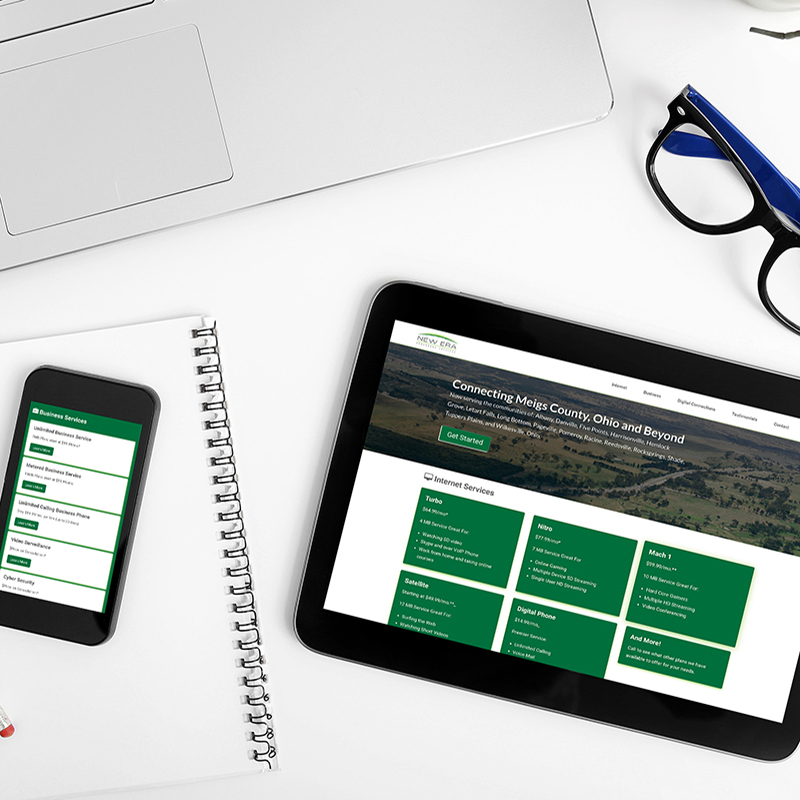 Business Services
Unlimited Business Service
Learn More
Metered Business Service
Learn More
Unlimited Calling Business Phone
Learn More
Video Surveillance
Learn More
Cyber Security
NEW ERA
Internet
Business
Digital Connections
Testimonials
Contact
Connecting Meigs County, Ohio and Beyond
Now serving the communities of: Albany, Danville, Five Points, Harrisonville, Hemlock
Grove, Letart Falls, Long Bottom, Pageville, Pomeroy, Racine, Reedsville, Rocksprings, Shade
Tuppers Plains, and Wilkesville, Ohio.
Get Started
Internet Services
Turbo
$64.99/mo*
4 MB Service Great For:
Watching SD video
Skype and over VoIP Phone
Work from home and taking online
courses
Nitro
$77.99/mo*
7 MB Service Great For
Online Gaming
Multiple Device SD Streaming
Single User HD Streaming
Mach 1
$99.99/mo.**
10 MB Service Great For:
Hard Core Gamers
Multiple HD Streaming
Video Conferencing
Satellite
Starting at $49.99/mo.**
12 MB Service Great For:
Surfing the Web
Watching Short Videos
Digital Phone
$14.99/mo.
Premier Service
Unlimited Calling
Voice Mail
And More!
Call to see what other plans we have
available to offer for your needs.